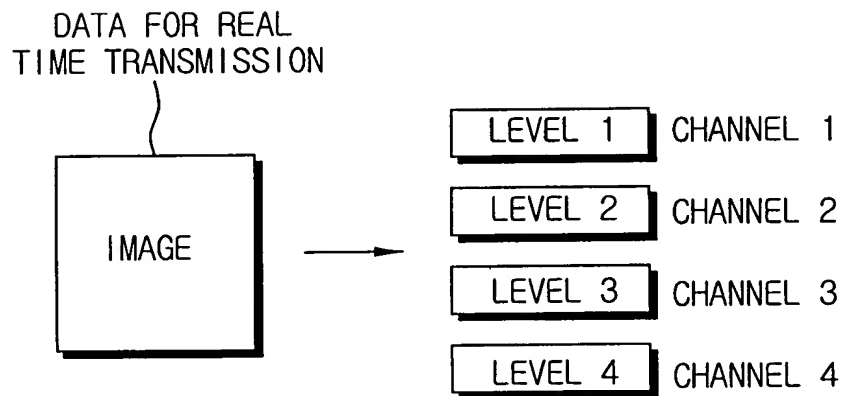 DATA FOR REAL
TIME TRANSMISSION
IMAGE
LEVEL 1 CHANNEL 1
LEVEL 2 CHANNEL 2
LEVEL 3 CHANNEL 3
LEVEL 4 CHANNEL 4